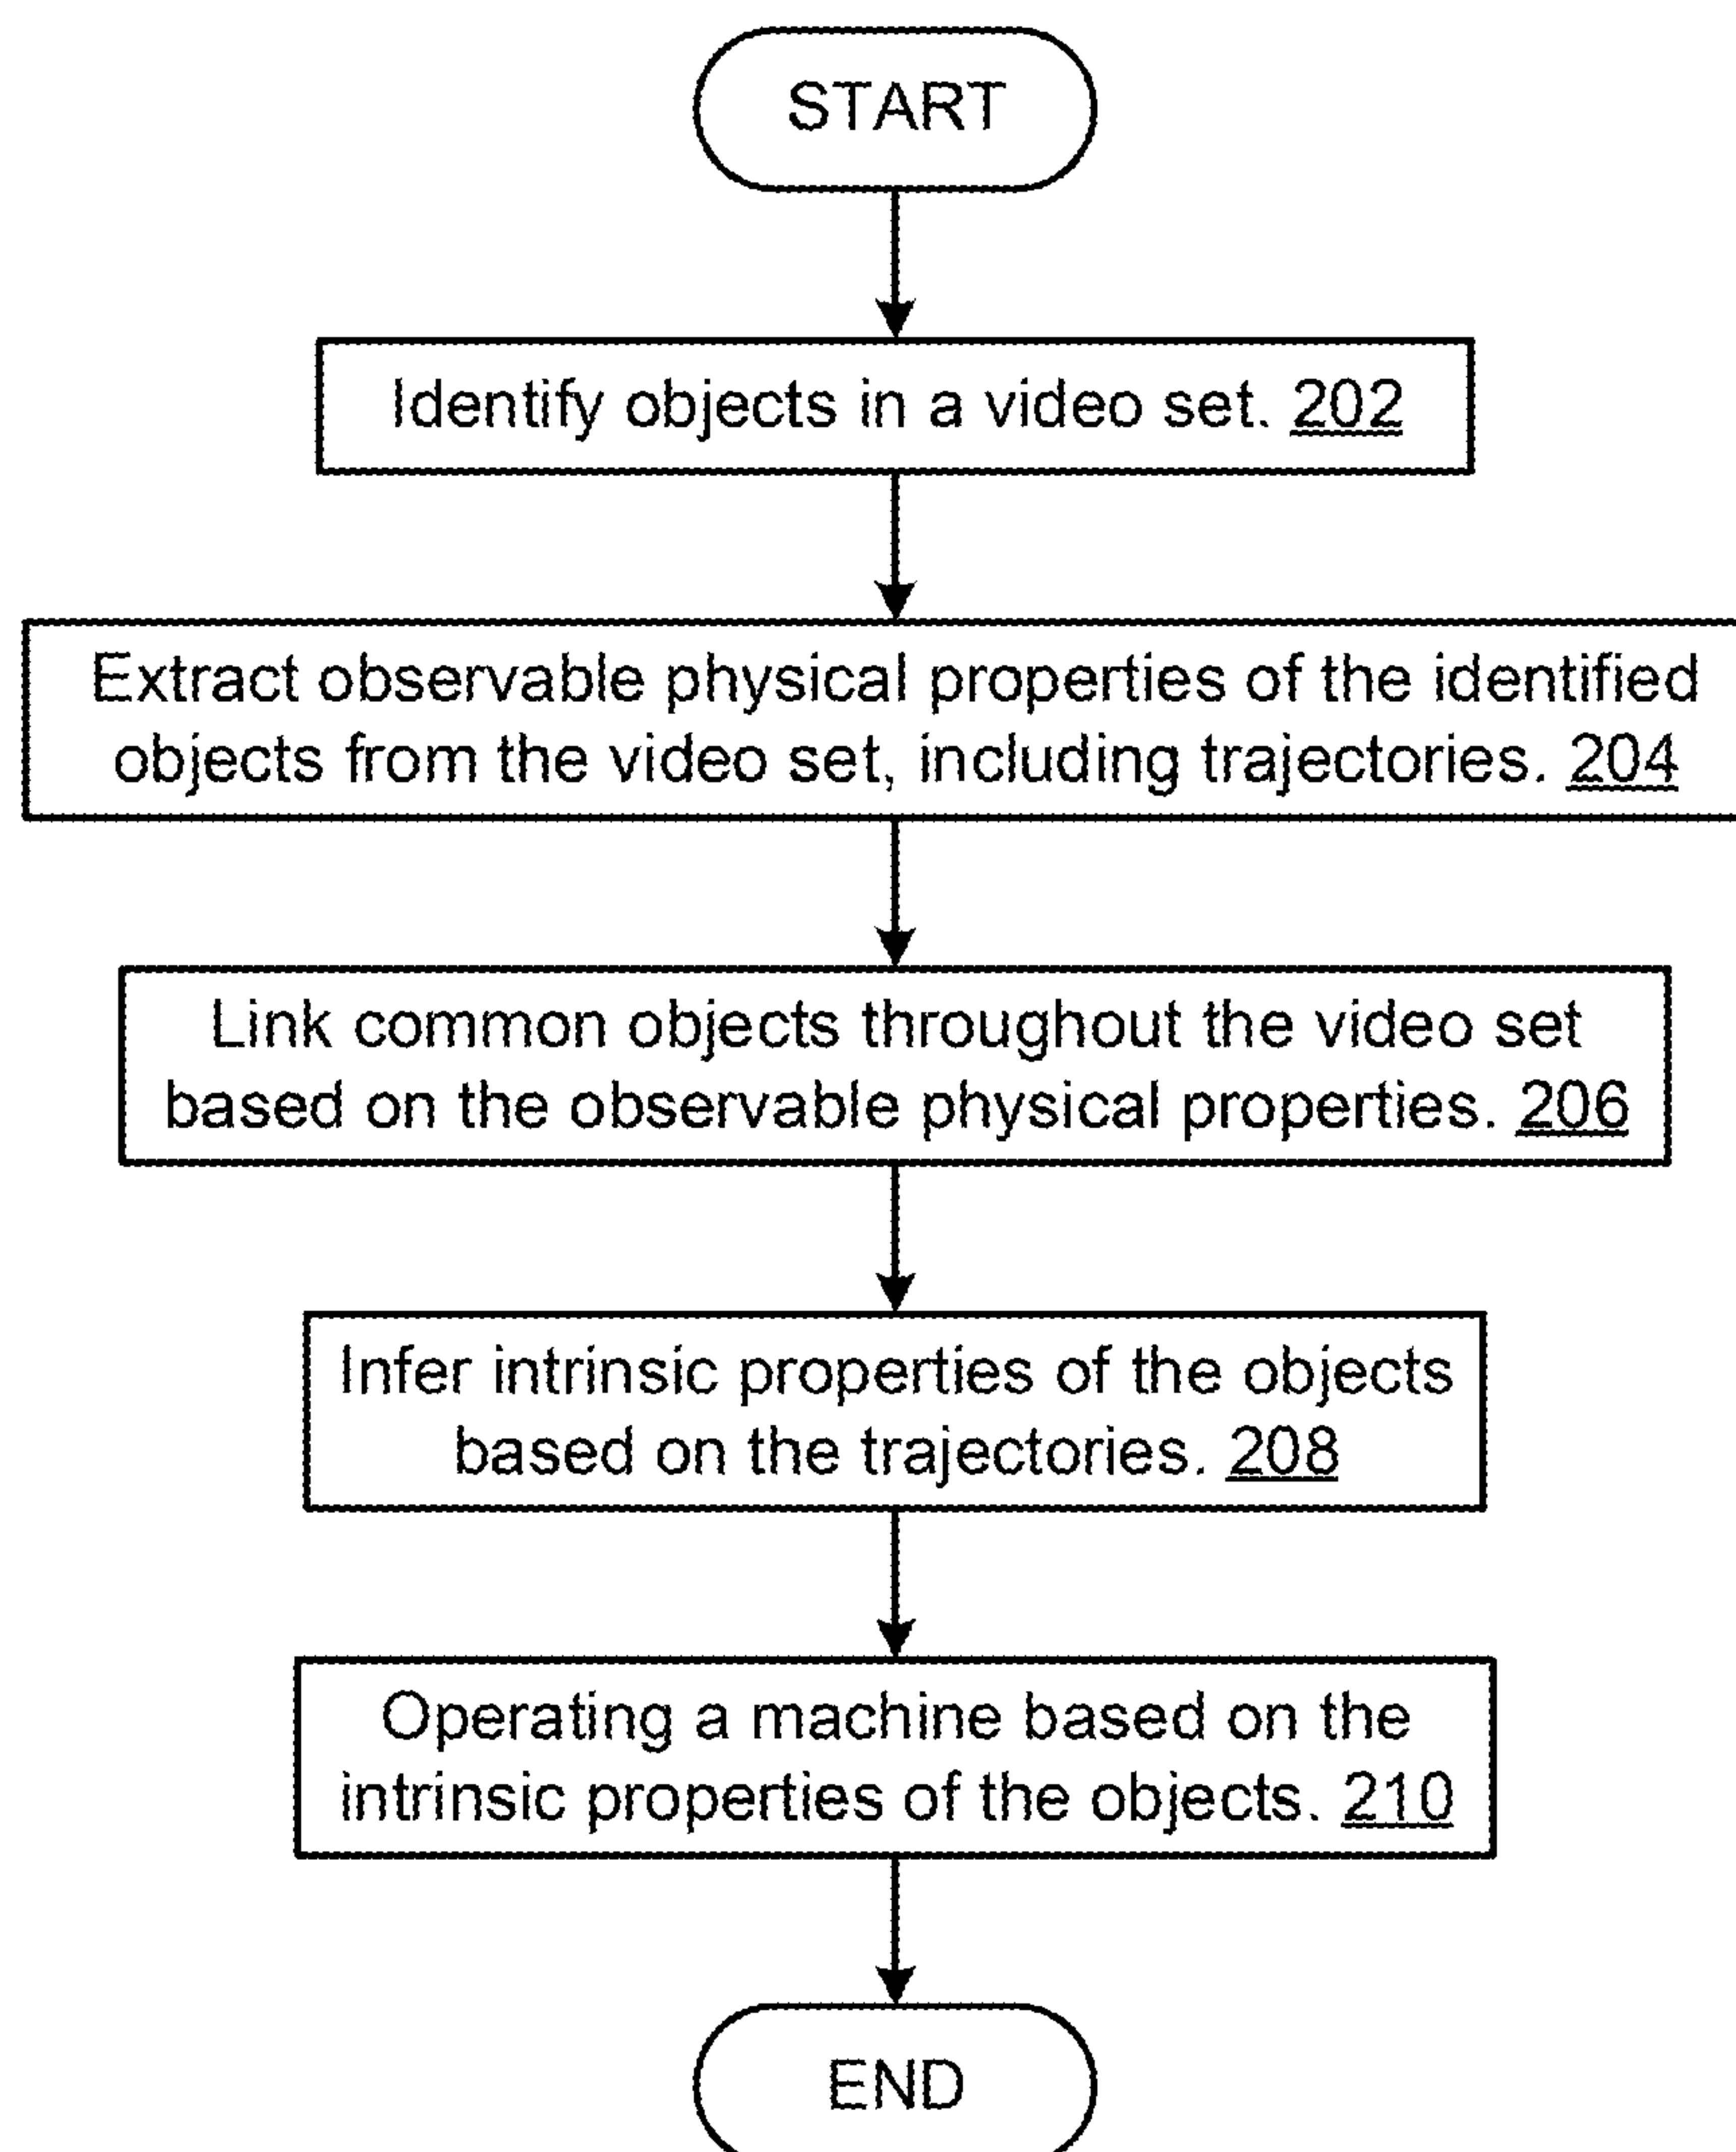 START
Identify objects in a video set. 202
Extract observable physical properties of the identified
objects from the video set, including trajectories. 204
Link common objects throughout the video set
based on the observable physical properties. 206
Infer intrinsic properties of the objects
based on the trajectories. 208
Operating a machine based on the
intrinsic properties of the objects. 210
END